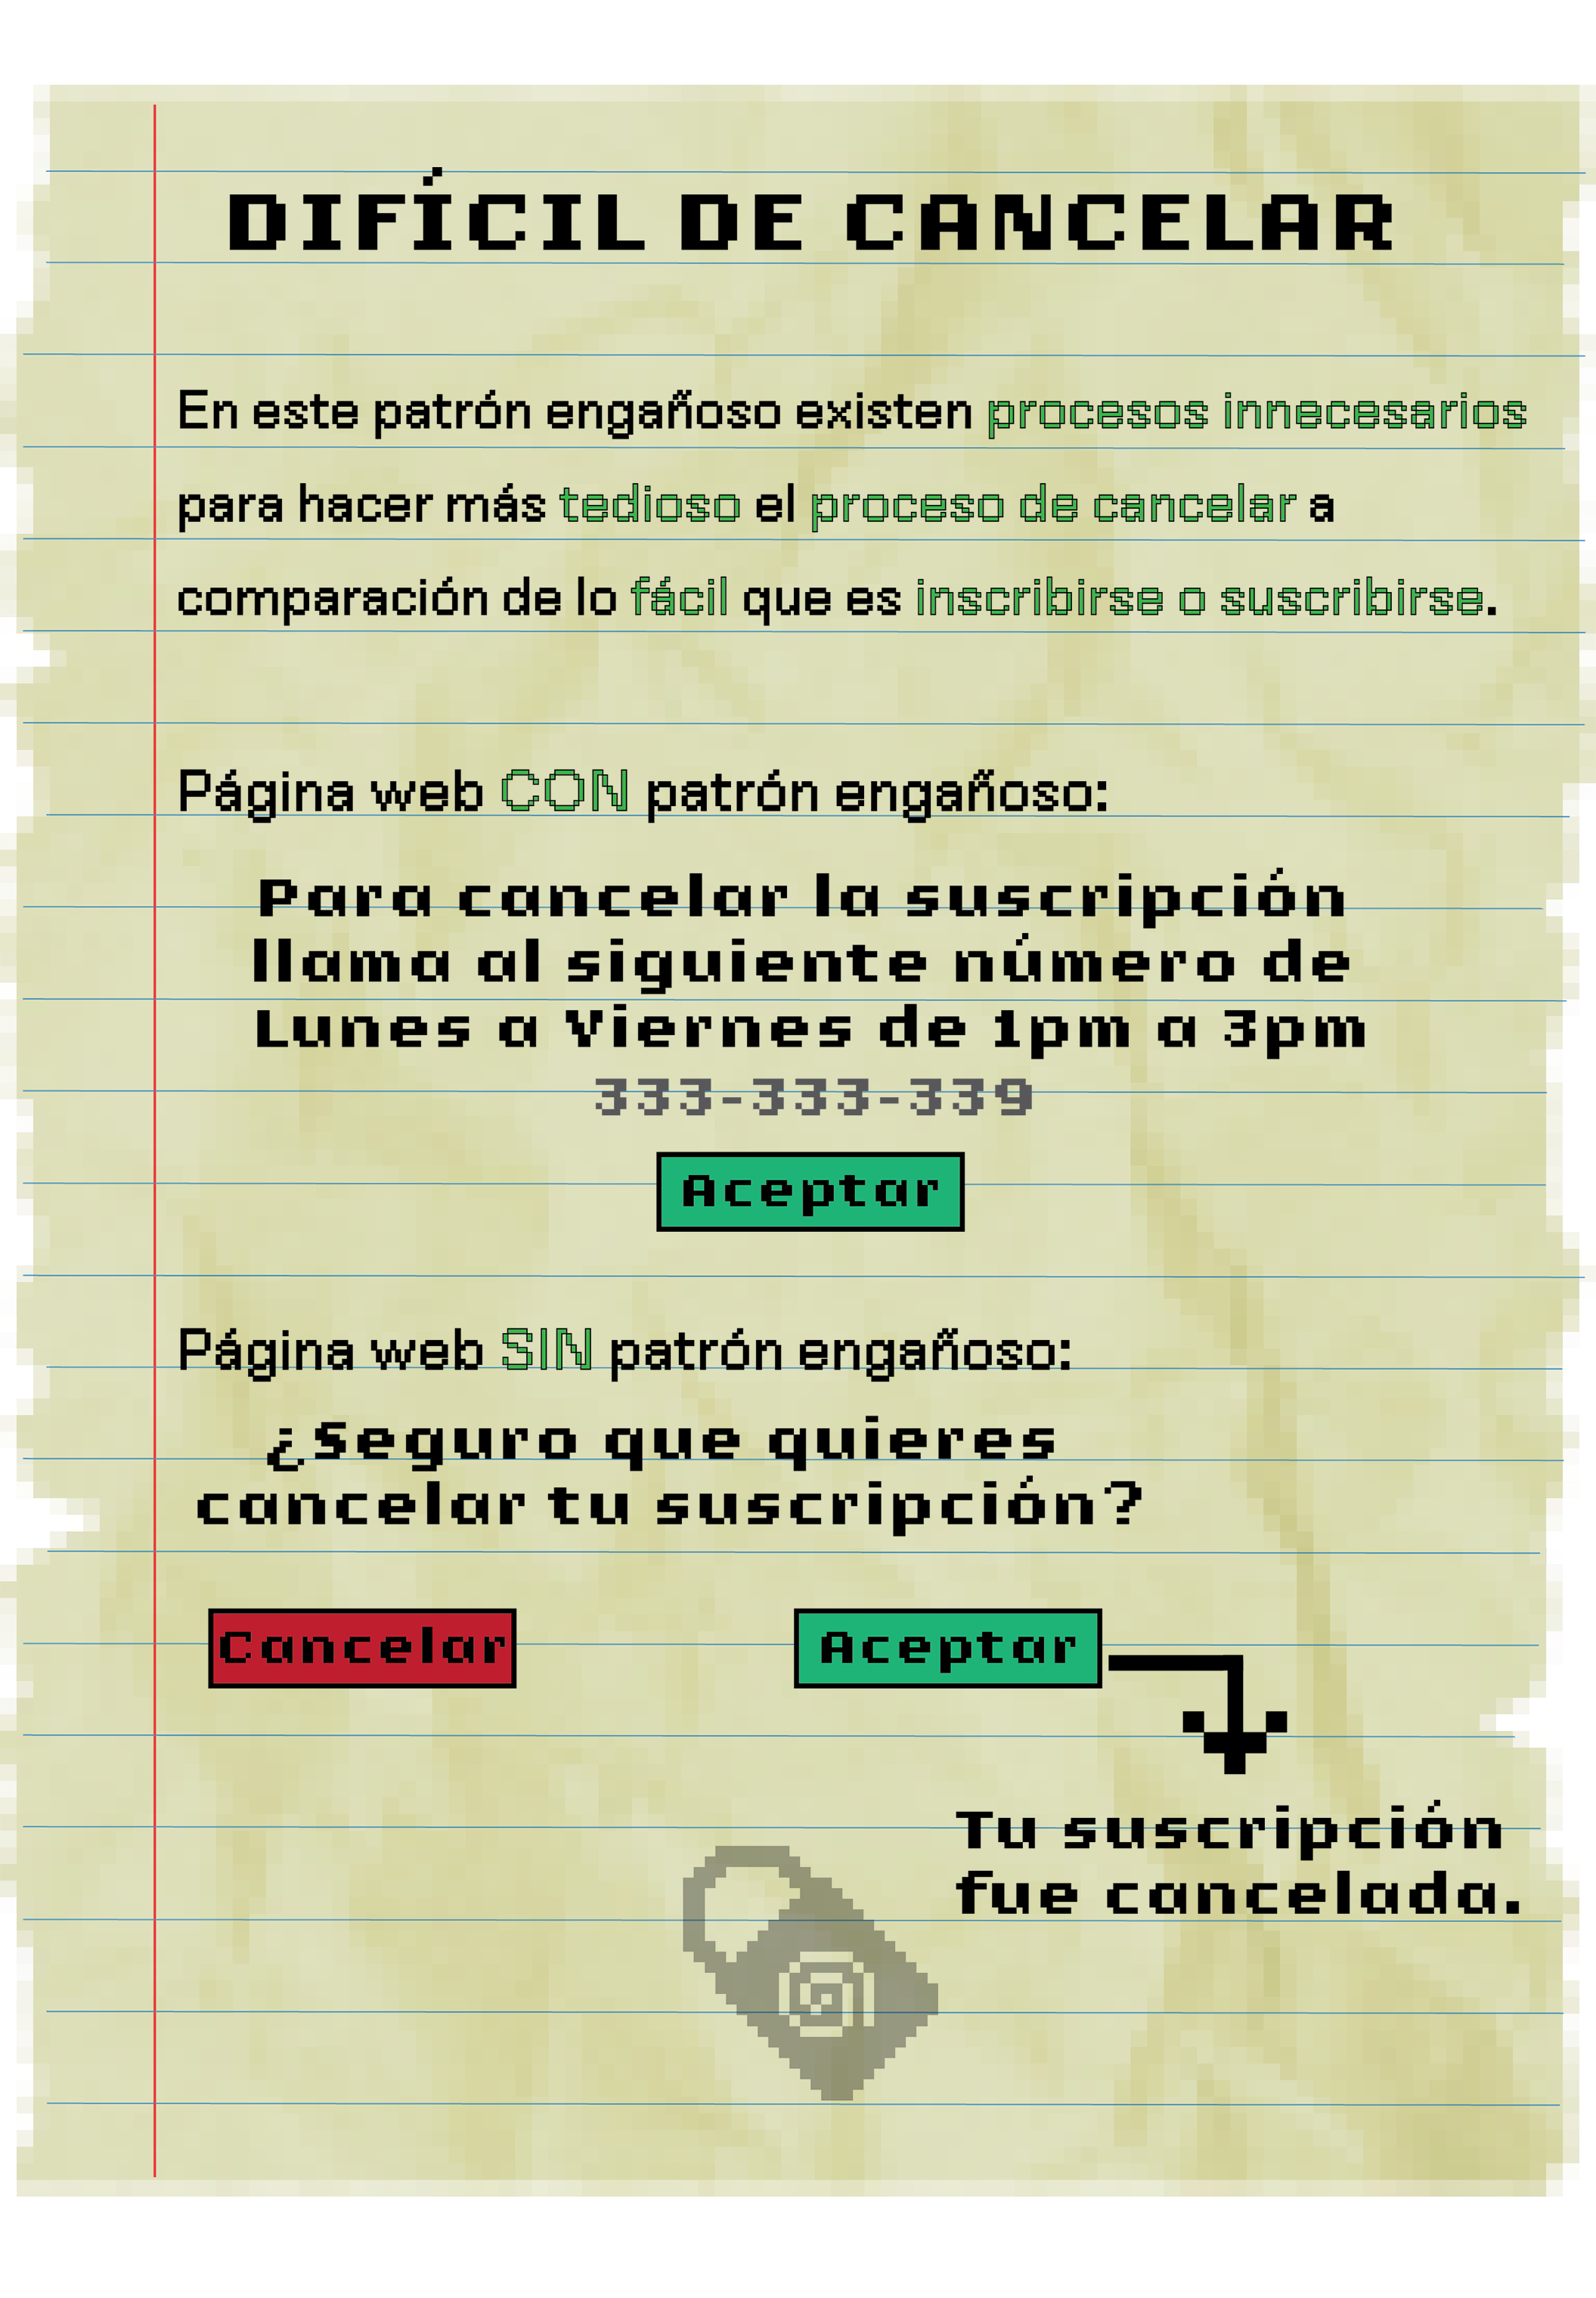 DIFÍCIL DE CANCELAR
En este patrón engañoso existen procesos innecesarios
para hacer más tedioso el proceso de cancelar a
comparación de lo fácil que es inscribirse o suscribirse.
Página web CON patrón engañoso:
Para cancelar la suscripción
llama al siguiente número de
Lunes a Viernes de 1pm a 3pm
333-333-339
Aceptar
Página web SIN patrón engañoso:
¿Seguro que quieres
cancelar tu suscripción?
Cancelar Aceptar
Tu suscripción
fue cancelada.